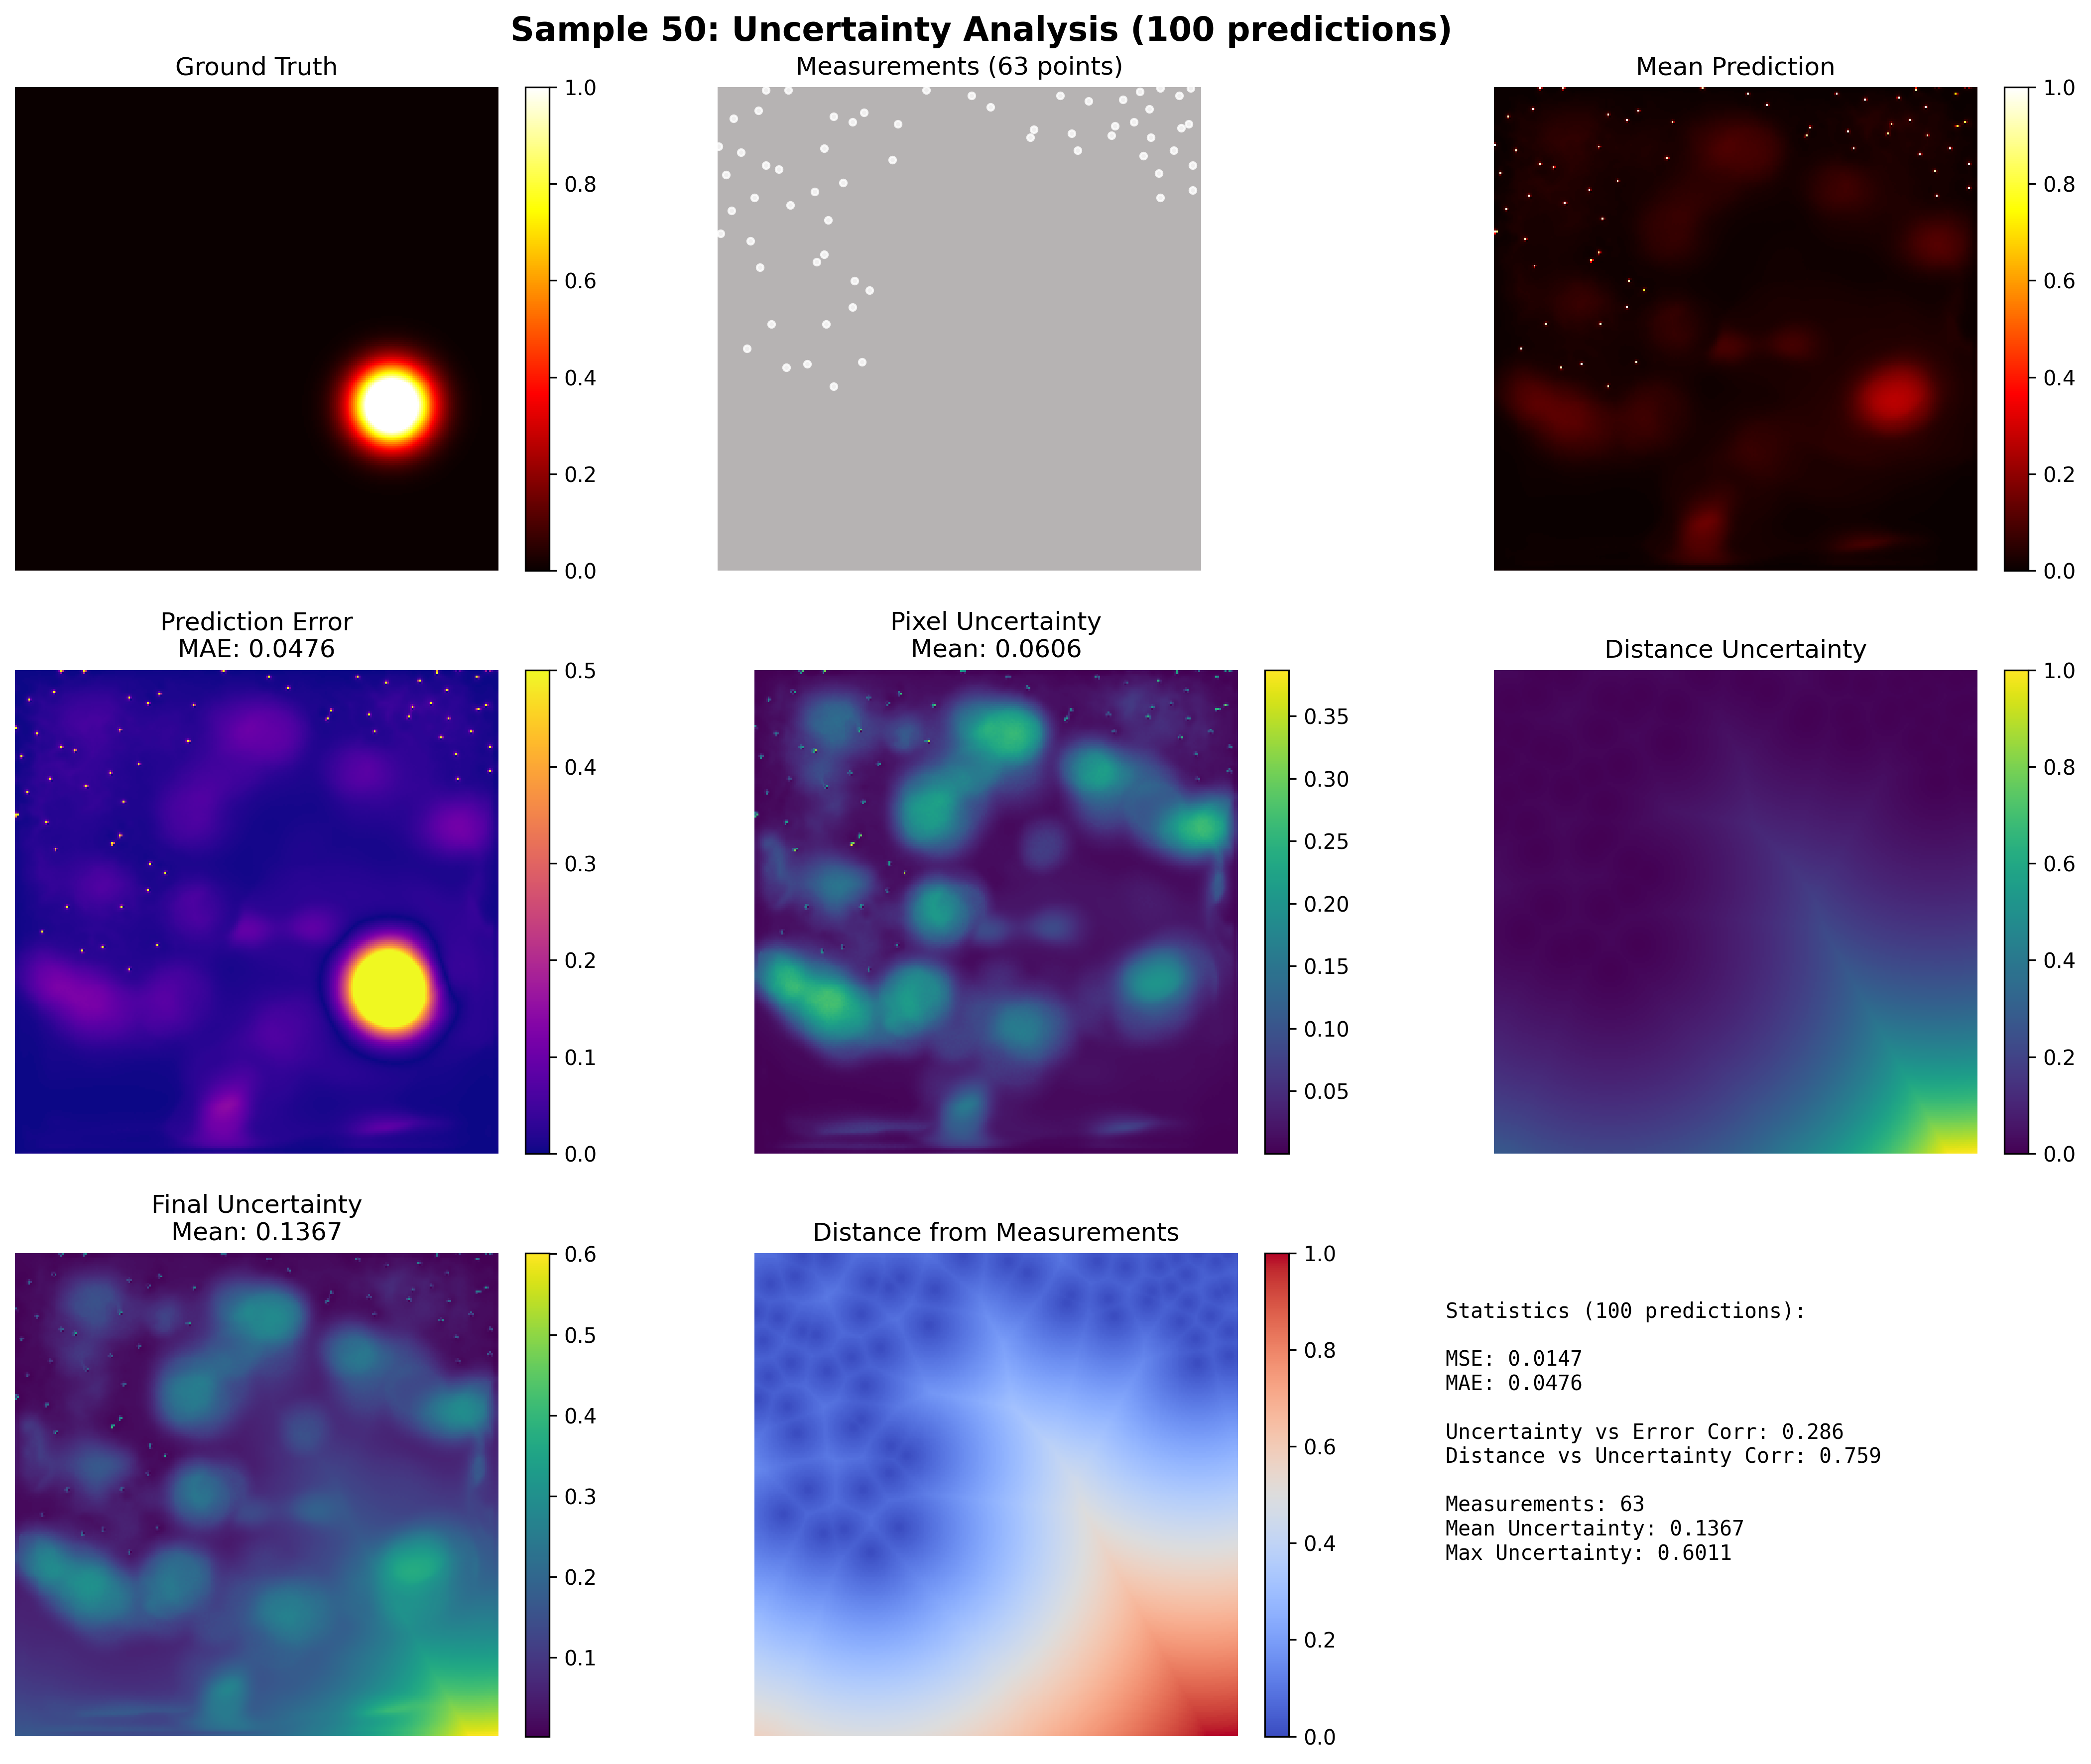 Sample 50: Uncertainty Analysis (100 predictions)
Ground Truth
1.0
0.8
0.6
0.4
0.2
0.0
Measurements (63 points)
Mean Prediction
1.0
0.8
0.6
0.4
0.2
0.0
Prediction Error
MAE: 0.0476
0.5
0.4
0.3
0.2
0.1
0.0
Pixel Uncertainty
Mean: 0.0606
0.35
0.30
0.25
0.20
0.15
0.10
0.05
Distance Uncertainty
1.0
0.8
0.6
0.4
0.2
0.0
Final Uncertainty
Mean: 0.1367
0.6
0.5
0.4
0.3
0.2
0.1
Distance from Measurements
1.0
0.8
0.6
0.4
0.2
0.0
Statistics (100 predictions):
MSE: 0.0147
MAE: 0.0476
Uncertainty vs Error Corr: 0.286
Distance vs Uncertainty Corr: 0.759
Measurements: 63
Mean Uncertainty: 0.1367
Max Uncertainty: 0.6011